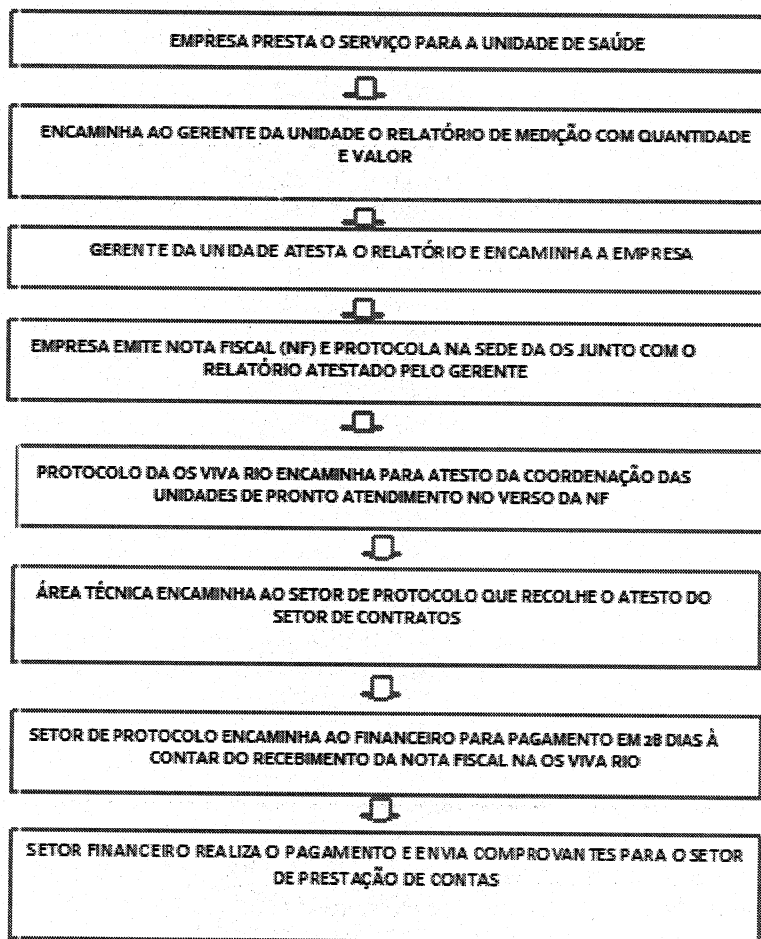 EMPRESA PRESTA O SERVIÇO PARA A UNIDADE DE SAÚDE
ENCAMINHA AO GERENTE DA UNIDADE O RELATÓRIO DE MEDIÇÃO COM QUANTIDADE
E VALOR
GERENTE DA UNIDADE ATESTA O RELATÓRIO E ENCAMINHA A EMPRESA
EMPRESA EMITE NOTA FISCAL (NF) E PROTOCOLA NA SEDE DA OS JUNTO COM O
RELATÓRIO ATESTADO PELO GERENTE
PROTOCOLO DA OS VIVA RIO ENCAMINHA PARA ATESTO DA COORDENAÇÃO DAS
UNIDADES DE PRONTO ATENDIMENTO NO VERSO DA NF
ÁREA TÉCNICA ENCAMINHA AO SETOR DE PROTOCOLO QUE RECOLHE O ATESTO DO
SETOR DE CONTRATOS
SETOR DE PROTOCOLO ENCAMINHA AO FINANCEIRO PARA PAGAMENTO EM 28 DIAS À
CONTAR DO RECEBIMENTO DA NOTA FISCAL NA OS VIVA RIO
SETOR FINANCEIRO REALIZA O PAGAMENTO E ENVIA COMPROVANTES PARA O SETOR
DE PRESTAÇÃO DE CONTAS